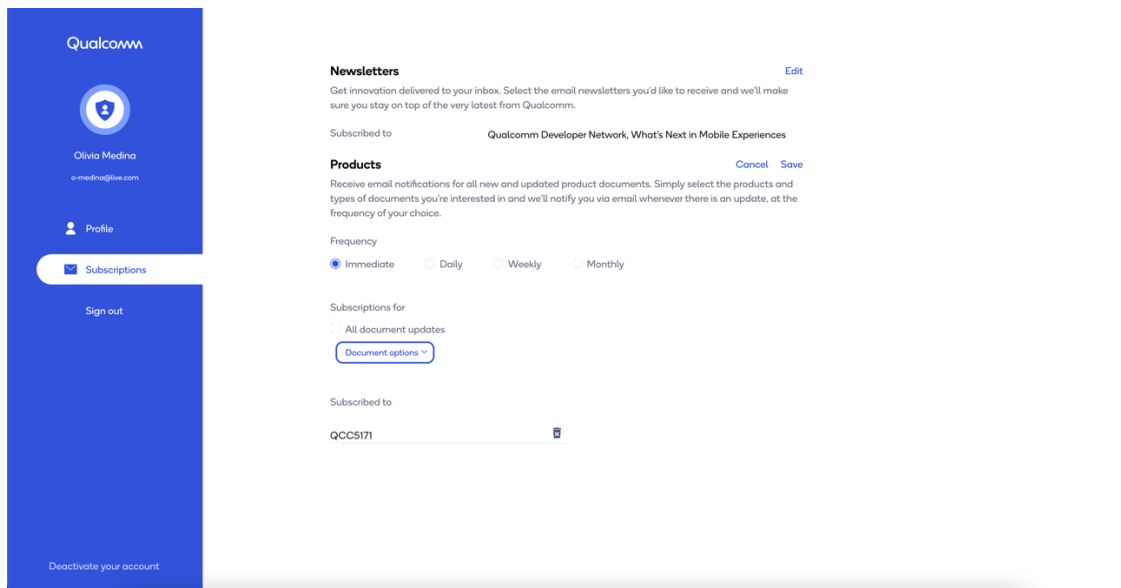 Qualcomm
Olivia Medina
o-medina@live.com
Profile
Subscriptions
Sign out
Deactivate your account
Newsletters
Edit
Get innovation delivered to your inbox. Select the email newsletters you'd like to receive and we'll make
sure you stay on top of the very latest from Qualcomm.
Subscribed to
Qualcomm Developer Network, What's Next in Mobile Experiences
Products
Cancel Save
Receive email notifications for all new and updated product documents. Simply select the products and
types of documents you're interested in and we'll notify you via email whenever there is an update, at the
frequency of your choice.
Frequency
Immediate Daily Weekly Monthly
Subscriptions for
All document updates
Document options
Subscribed to
QCC5171